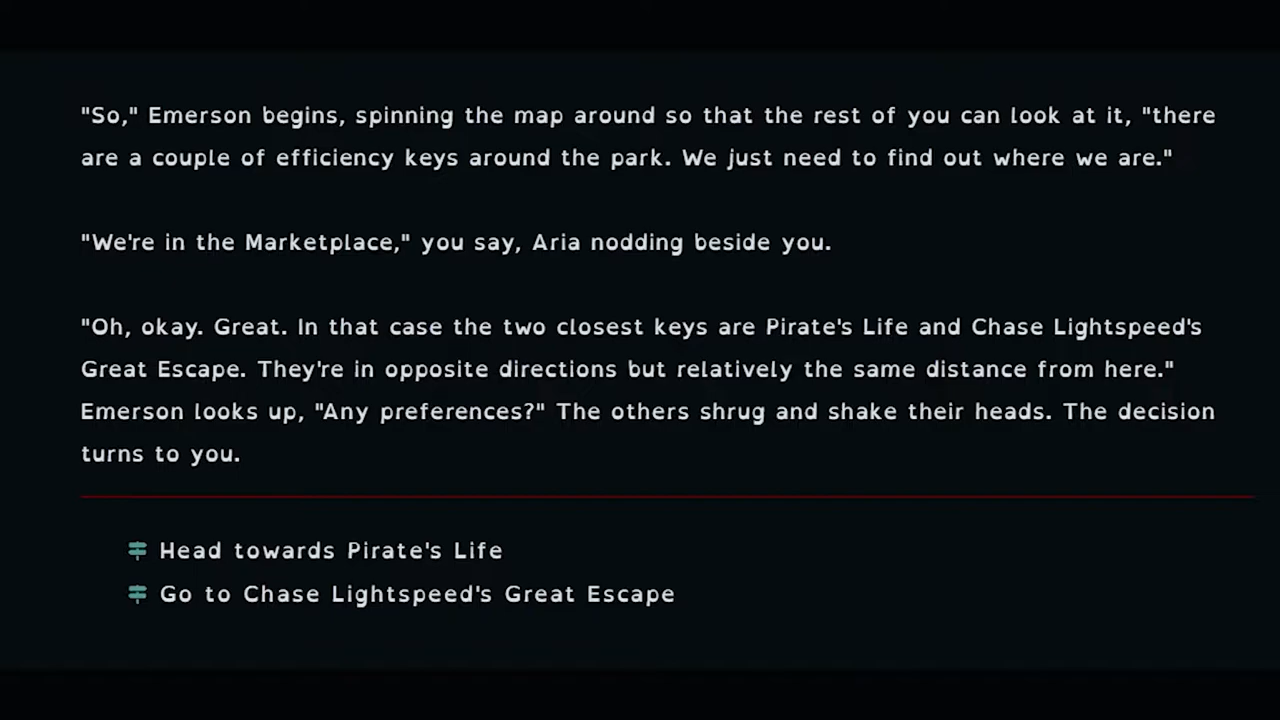 "So," Emerson begins, spinning the map around so that the rest of you can look at it, "there
are a couple of efficiency keys around the park. We just need to find out where we are."
"We're in the Marketplace," you say, Aria nodding beside you.
"Oh, okay. Great. In that case the two closest keys are Pirate's Life and Chase Lightspeed's
Great Escape. They're in opposite directions but relatively the same distance from here."
Emerson looks up, "Any preferences?" The others shrug and shake their heads. The decision
turns to you.
Head towards Pirate's Life
Go to Chase Lightspeed's Great Escape